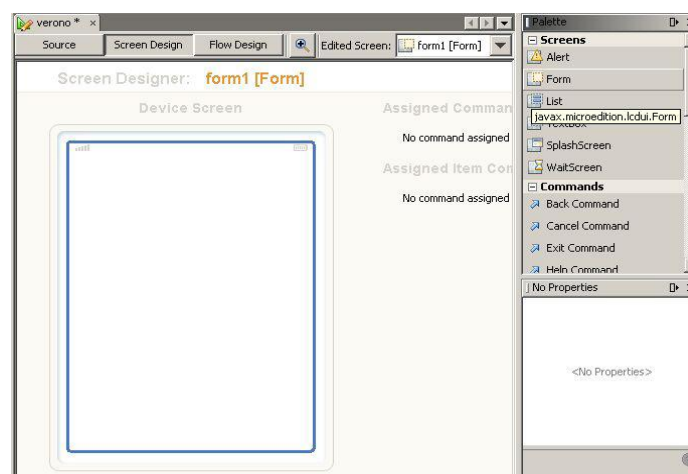 verono * ×
Source Screen Design Flow Design Edited Screen: form1 [Form]
Screen Designer: form1 [Form]
Device Screen
Assigned Comman
No command assigned
Assigned Item Con
No command assigned
Palette
Screens
Alert
Form
List
javax.microedition.lcdui.Form
SplashScreen
WaitScreen
Commands
Back Command
Cancel Command
Exit Command
Help Command
No Properties
<No Properties>